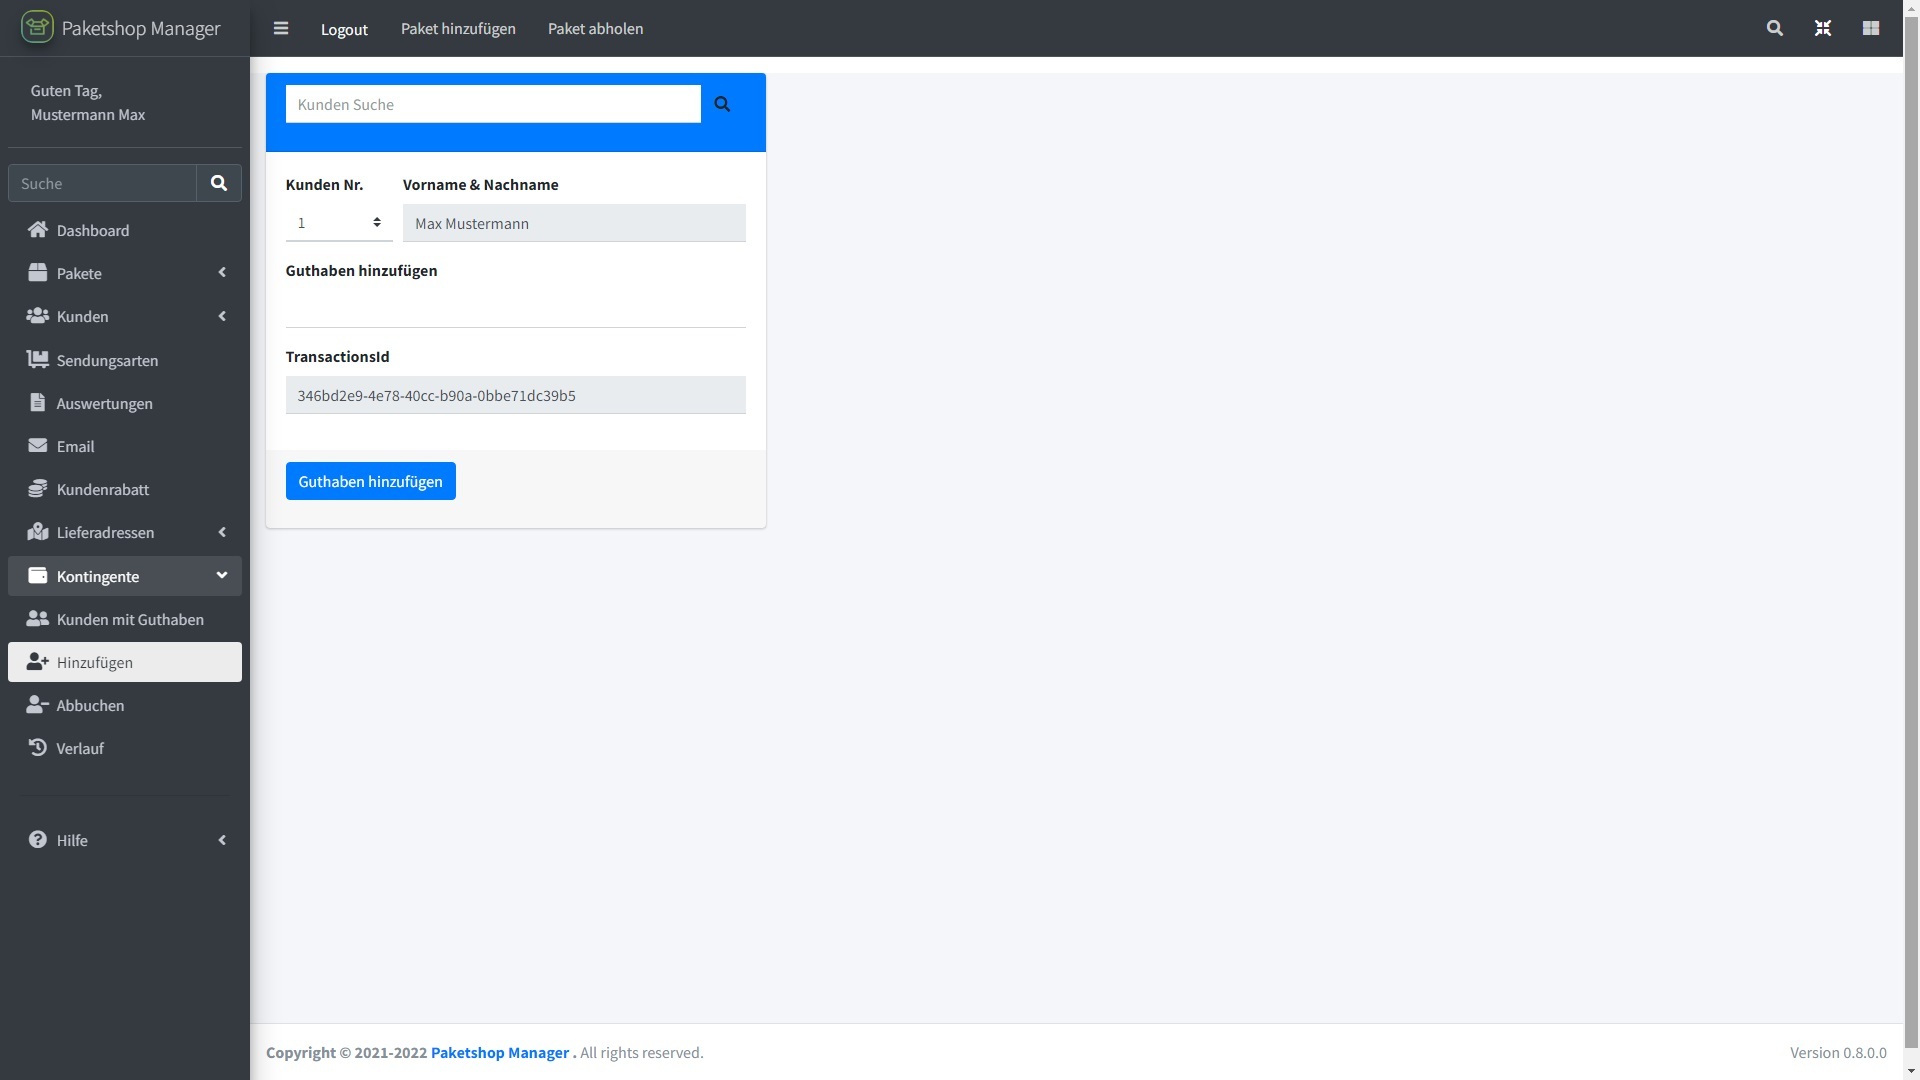 Paketshop Manager
Logout
Paket hinzufügen
Paket abholen
Guten Tag,
Mustermann Max
Suche
Dashboard
Pakete
Kunden
Sendungsarten
Auswertungen
Email
Kundenrabatt
Lieferadressen
Kontingente
Kunden mit Guthaben
Hinzufügen
Abbuchen
Verlauf
Hilfe
Kunden Suche
Kunden Nr.
Vorname & Nachname
1
Max Mustermann
Guthaben hinzufügen
TransactionsId
346bd2e9-4e78-40cc-b90a-0bbe71dc39b5
Guthaben hinzufügen
Copyright © 2021-2022 Paketshop Manager . All rights reserved.
Version 0.8.0.0